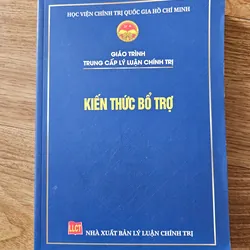 HỌC VIỆN CHÍNH TRỊ QUỐC GIA HỒ CHÍ MINH
GIÁO TRÌNH
TRUNG CẤP LÝ LUẬN CHÍNH TRỊ
KIẾN THỨC BỔ TRỢ
LLCT
NHÀ XUẤT BẢN LÝ LUẬN CHÍNH TRỊ